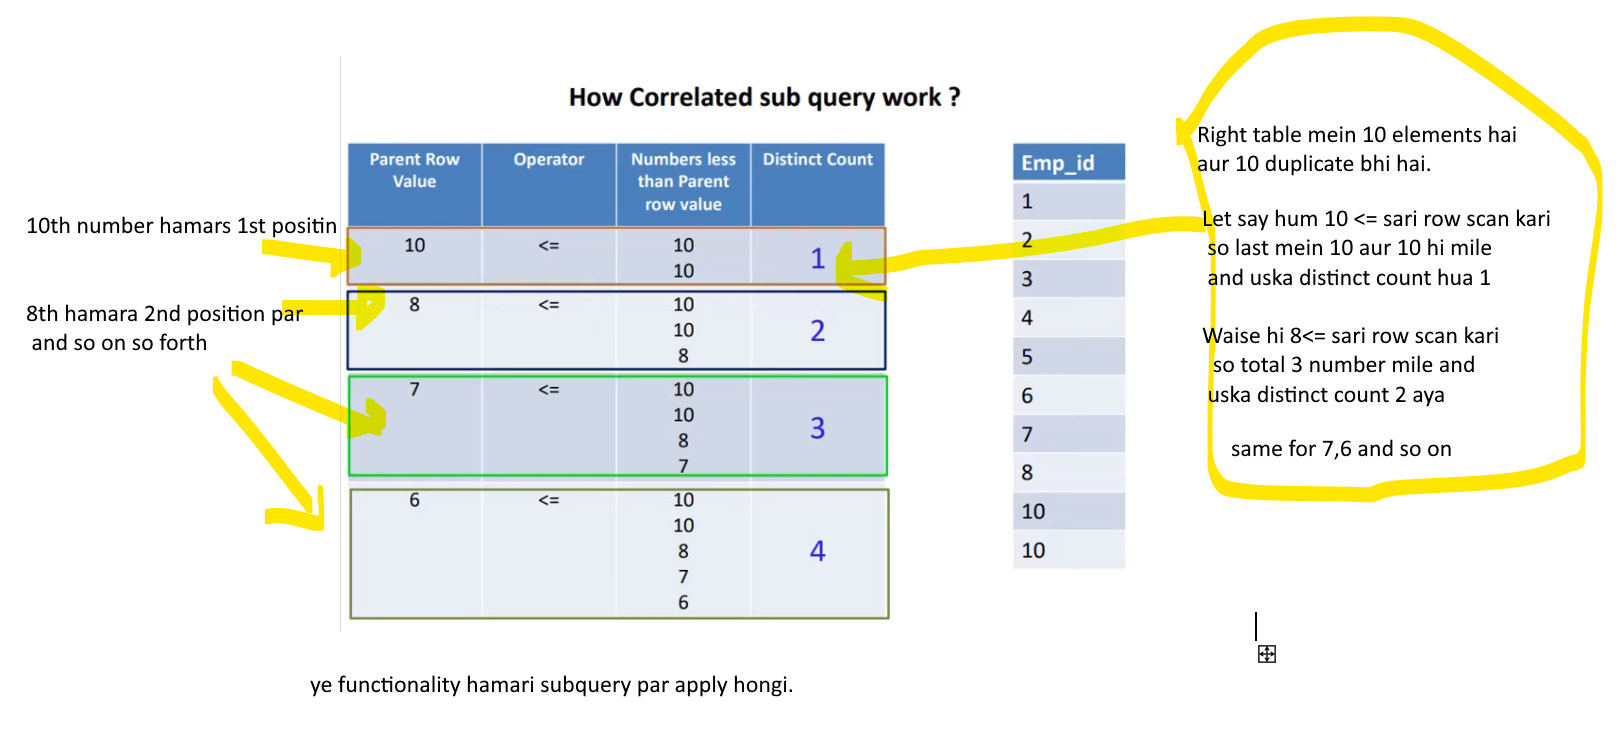 How Correlated sub query work ?
Parent Row Value
Operator
Numbers less than Parent row value
Distinct Count
10 <= 10 1
10
8 <= 10 2
10
8
7 <= 10 3
10
8
7
6 <= 10 4
10
8
7
6
10th number hamars 1st positin
8th hamara 2nd position par
and so on so forth
Emp_id
1
2
3
4
5
6
7
8
10
10
Right table mein 10 elements hai
aur 10 duplicate bhi hai.
Let say hum 10 <= sari row scan kari
so last mein 10 aur 10 hi mile
and uska distinct count hua 1
Waise hi 8<= sari row scan kari
so total 3 number mile and
uska distinct count 2 aya
same for 7,6 and so on
ye functionality hamari subquery par apply hongi.